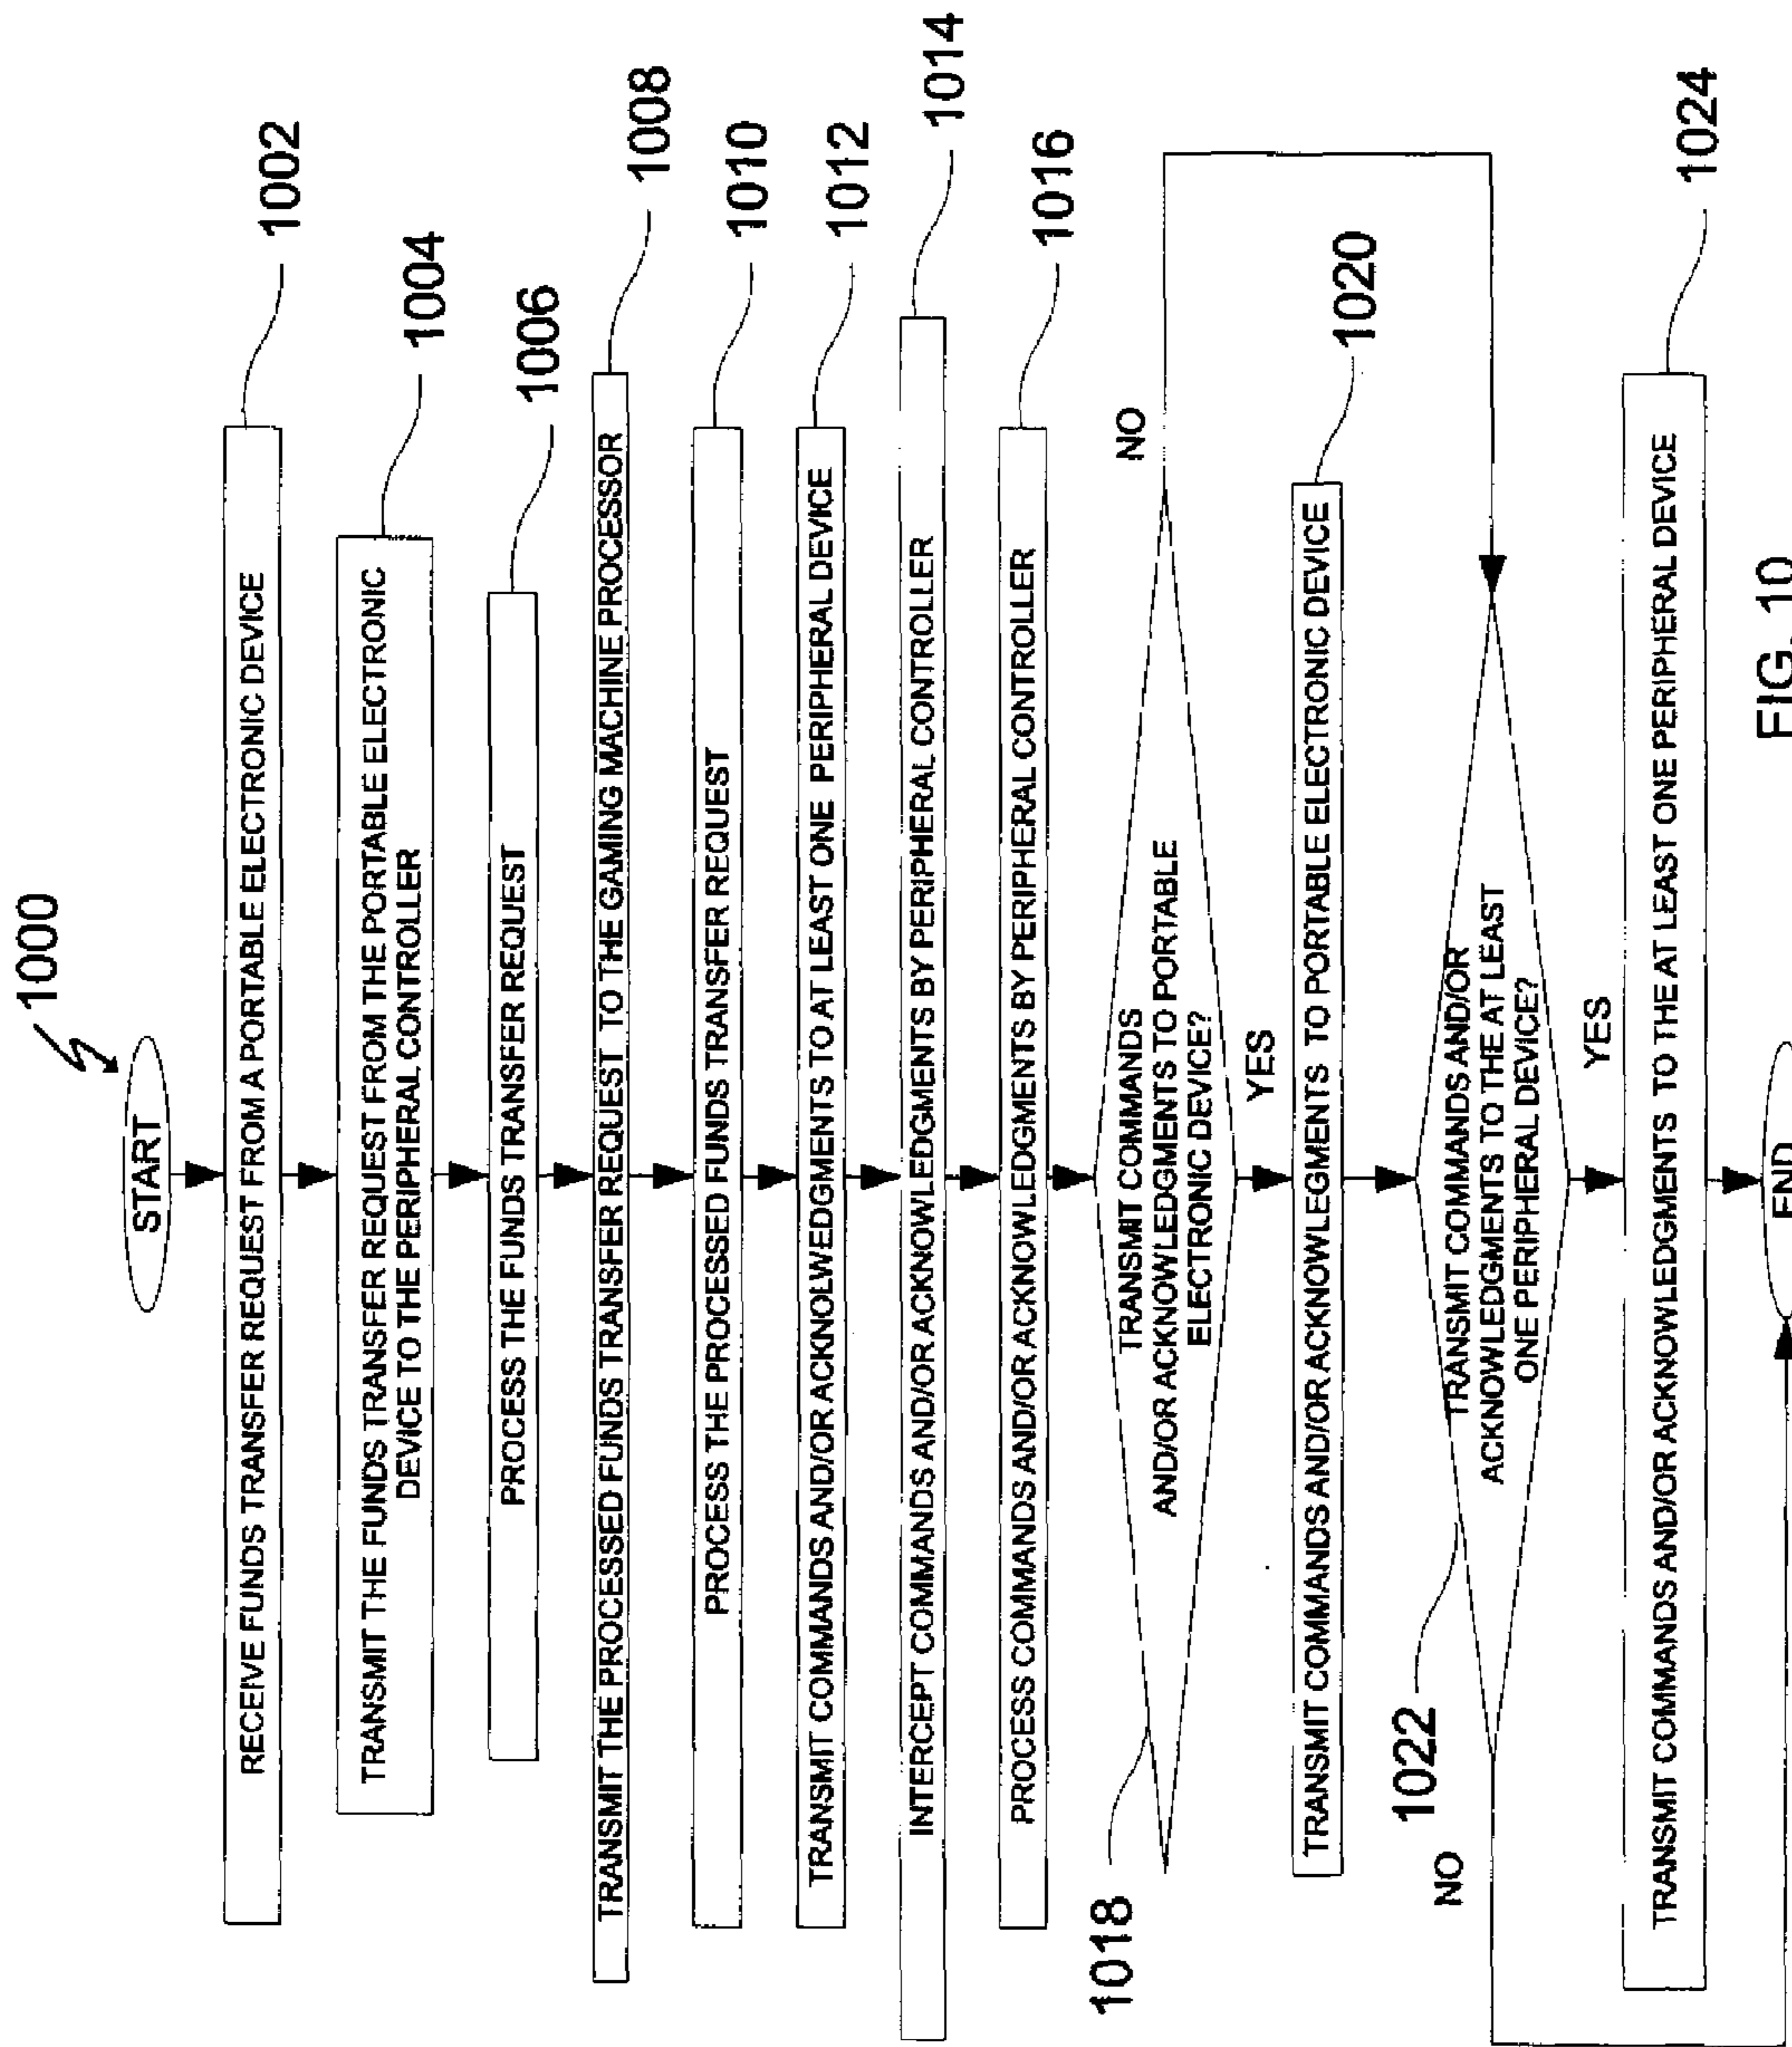 1000
START
RECEIVE FUNDS TRANSFER REQUEST FROM A PORTABLE ELECTRONIC DEVICE
1002
TRANSMIT THE FUNDS TRANSFER REQUEST FROM THE PORTABLE ELECTRONIC
DEVICE TO THE PERIPHERAL CONTROLLER
1004
PROCESS THE FUNDS TRANSFER REQUEST
1006
TRANSMIT THE PROCESSED FUNDS TRANSFER REQUEST TO THE GAMING MACHINE PROCESSOR
1008
PROCESS THE PROCESSED FUNDS TRANSFER REQUEST
1010
TRANSMIT COMMANDS AND/OR ACKNOLWEDGMENTS TO AT LEAST ONE PERIPHERAL DEVICE
1012
INTERCEPT COMMANDS AND/OR ACKNOWLEDGMENTS BY PERIPHERAL CONTROLLER
1014
PROCESS COMMANDS AND/OR ACKNOWLEDGMENTS BY PERIPHERAL CONTROLLER
1016
1018
TRANSMIT COMMANDS
AND/OR ACKNOWLEDGMENTS TO PORTABLE
ELECTRONIC DEVICE?
NO
YES
TRANSMIT COMMANDS AND/OR ACKNOWLEGMENTS TO PORTABLE ELECTRONIC DEVICE
1020
1022
TRANSMIT COMMANDS AND/OR
ACKNOWLEDGMENTS TO THE AT LEAST
ONE PERIPHERAL DEVICE?
NO
YES
TRANSMIT COMMANDS AND/OR ACKNOWLEDGMENTS TO THE AT LEAST ONE PERIPHERAL DEVICE
1024
END
FIG. 10